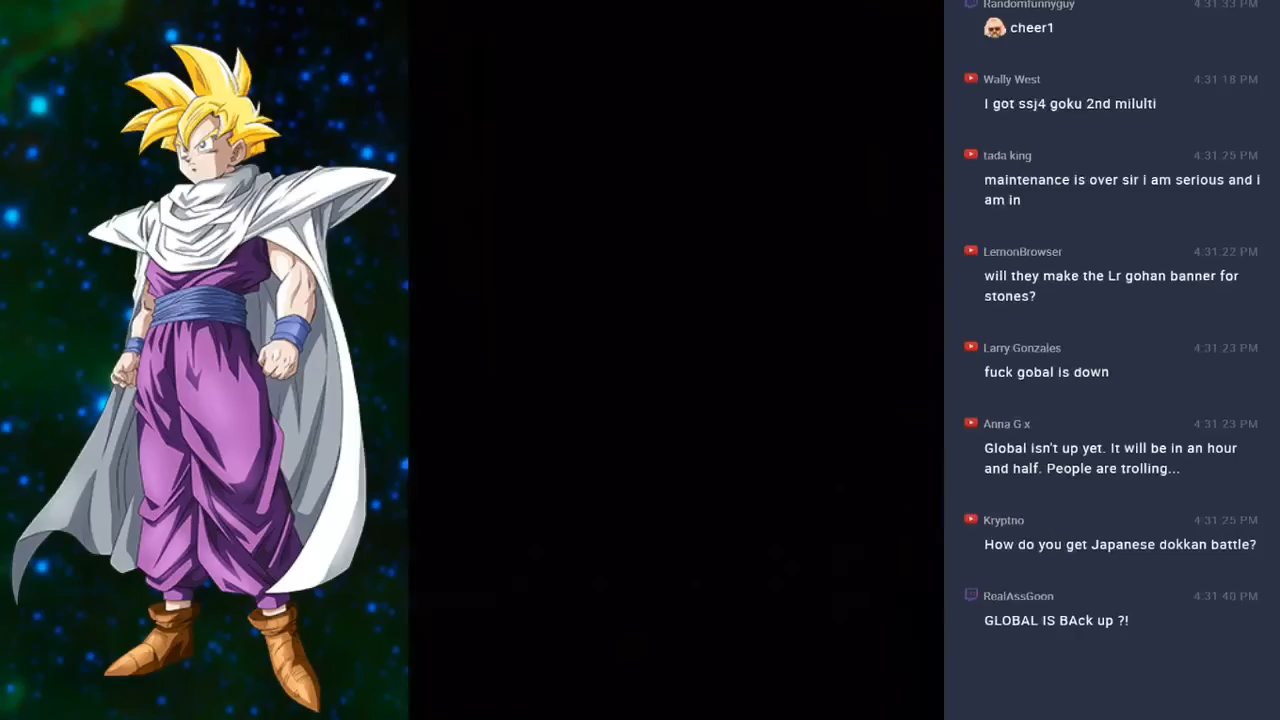 Randomfunnyguy 4:31:33 PM
cheer1
Wally West 4:31:18 PM
I got ssj4 goku 2nd milulti
tada king 4:31:25 PM
maintenance is over sir i am serious and i
am in
LemonBrowser 4:31:22 PM
will they make the Lr gohan banner for
stones?
Larry Gonzales 4:31:23 PM
fuck gobal is down
Anna G x 4:31:23 PM
Global isn't up yet. It will be in an hour
and half. People are trolling...
Kryptno 4:31:25 PM
How do you get Japanese dokkan battle?
RealAssGoon 4:31:40 PM
GLOBAL IS BAck up ?!